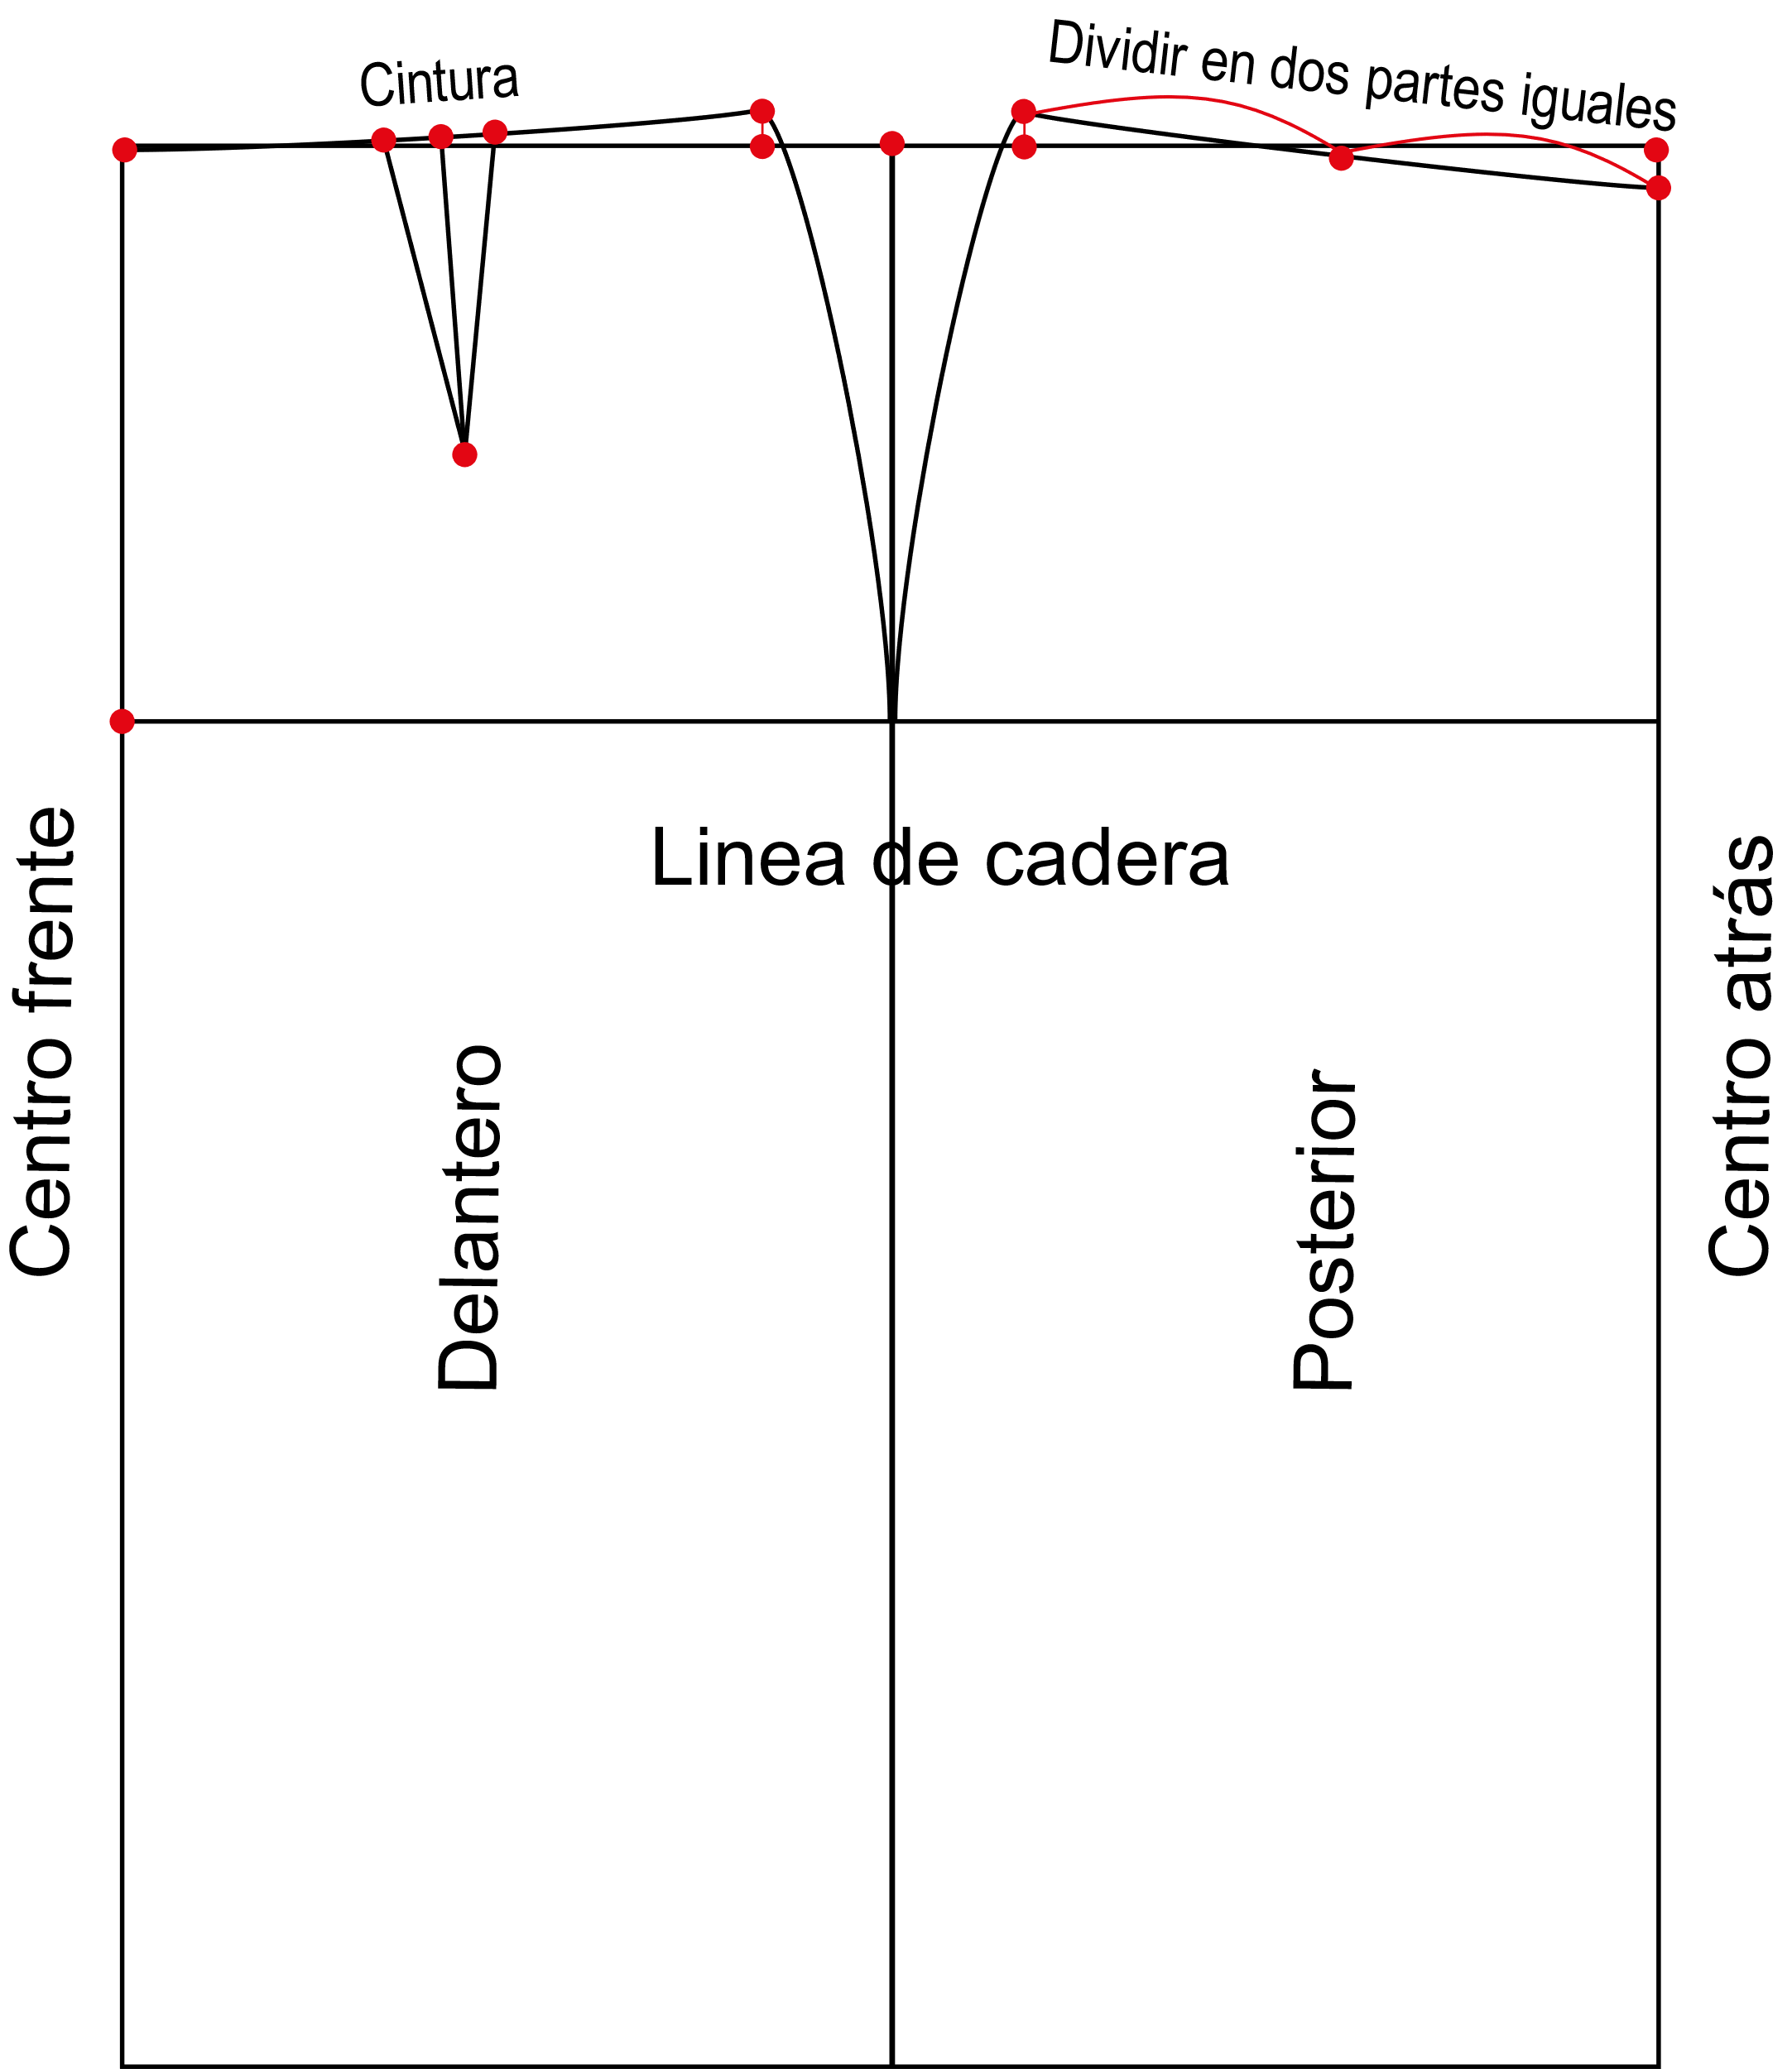 Cintura
Dividir en dos partes iguales
Linea de cadera
Centro frente
Delantero
Posterior
Centro atrás